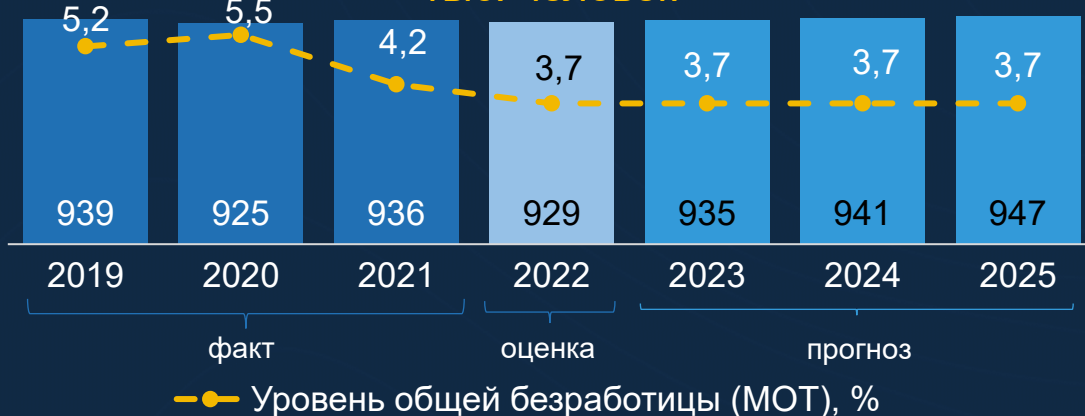 5,2 5,5 4,2 3,7 3,7 3,7 3,7
939 925 936 929 935 941 947
2019 2020 2021 2022 2023 2024 2025
факт оценка прогноз
Уровень общей безработицы (МОТ), %